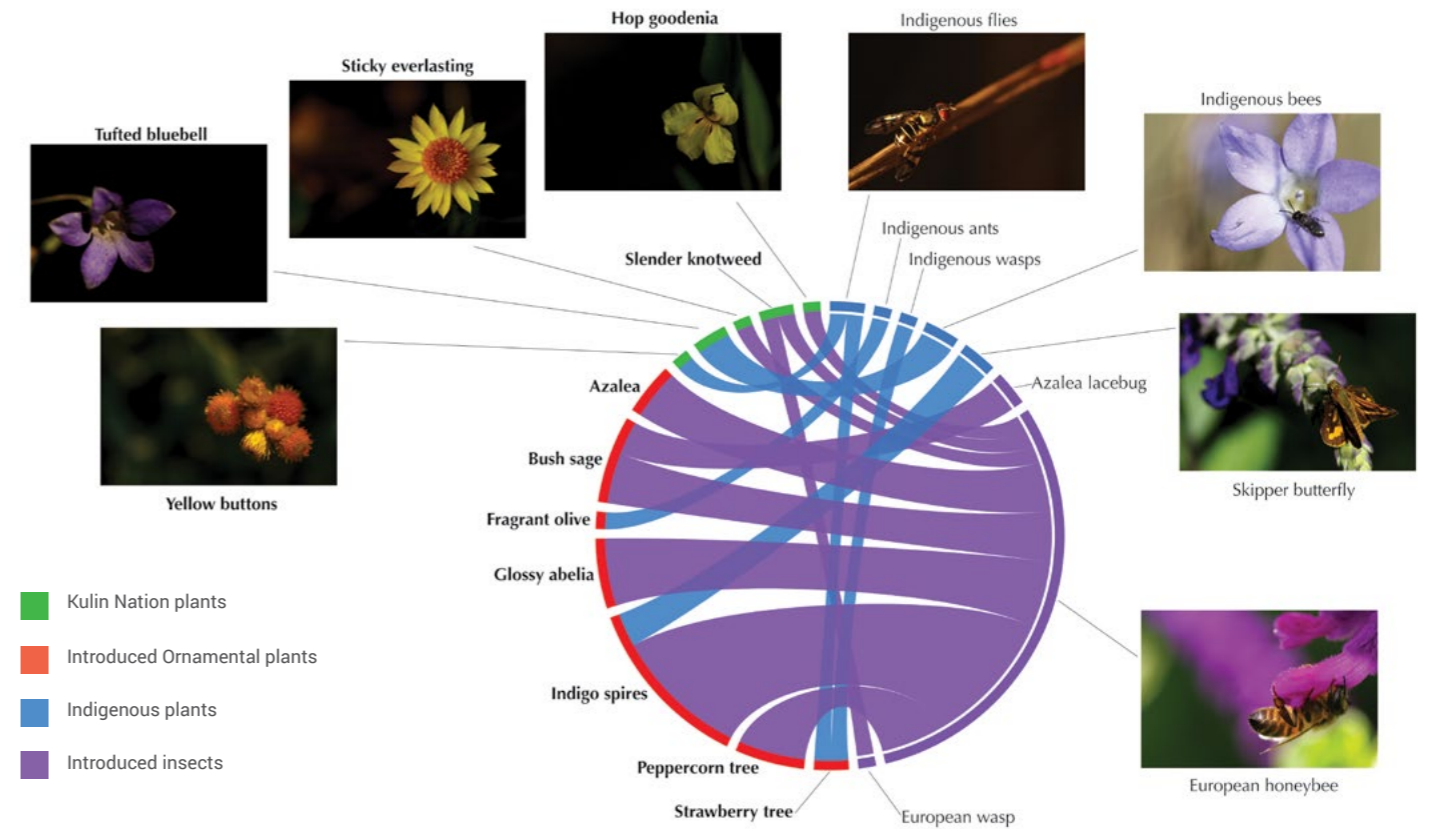 Hop goodenia
Indigenous flies
Sticky everlasting
Indigenous bees
Tufted bluebell
Indigenous ants
Slender knotweed
Indigenous wasps
Azalea
Azalea lacebug
Bush sage
Skipper butterfly
Yellow buttons
Fragrant olive
Glossy abelia
Kulin Nation plants
Introduced Ornamental plants
Indigo spires
Indigenous plants
Introduced insects
Peppercorn tree
European honeybee
Strawberry tree
European wasp